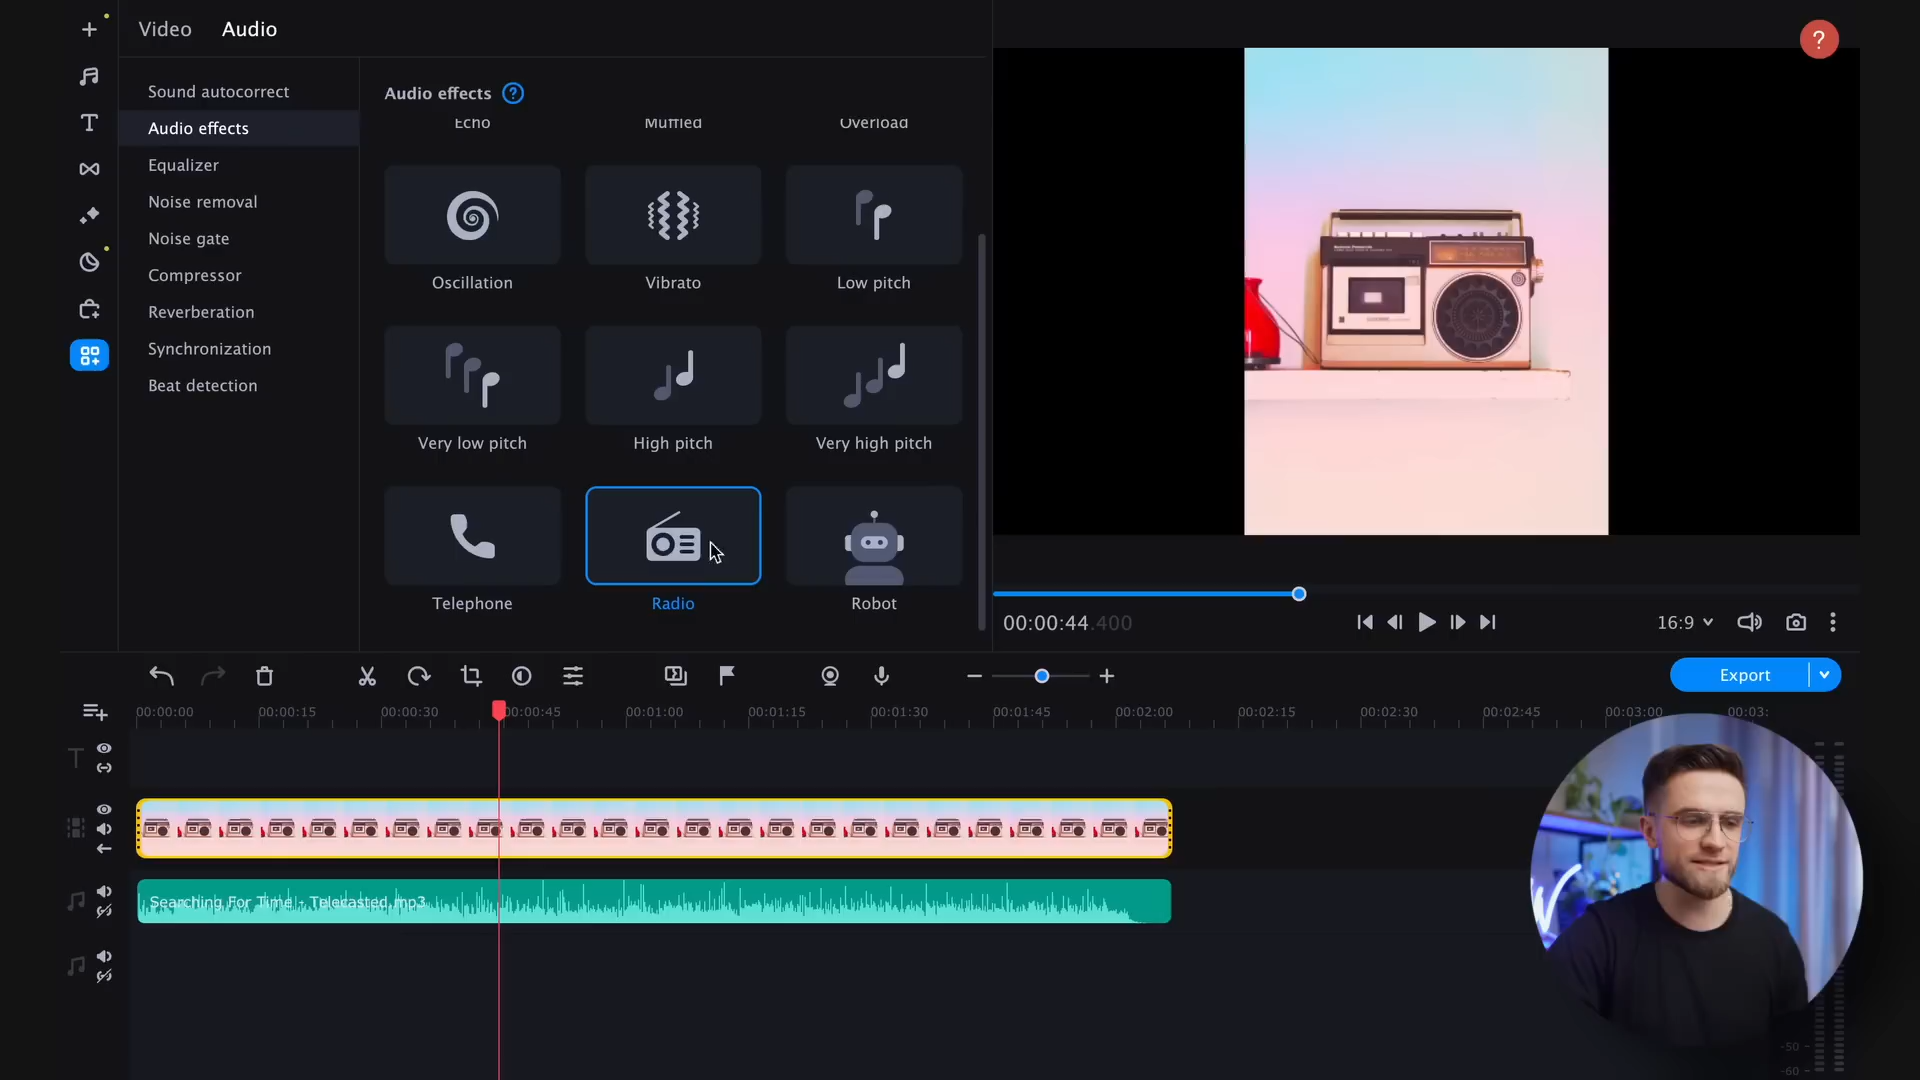 Video Audio
?
Sound autocorrect
Audio effects
Equalizer
Noise removal
Noise gate
Compressor
Reverberation
Synchronization
Beat detection
Audio effects ?
Echo Muffled Overload
Oscillation Vibrato Low pitch
Very low pitch High pitch Very high pitch
Telephone Radio Robot
00:00:44.400
16:9
Export
00:00:00 00:00:15 00:00:30 00:00:45 00:01:00 00:01:15 00:01:30 00:01:45 00:02:00 00:02:15 00:02:30 00:02:45 00:03:00 00:03:
Searching For Time - Telecasted.mp3
-50
-60